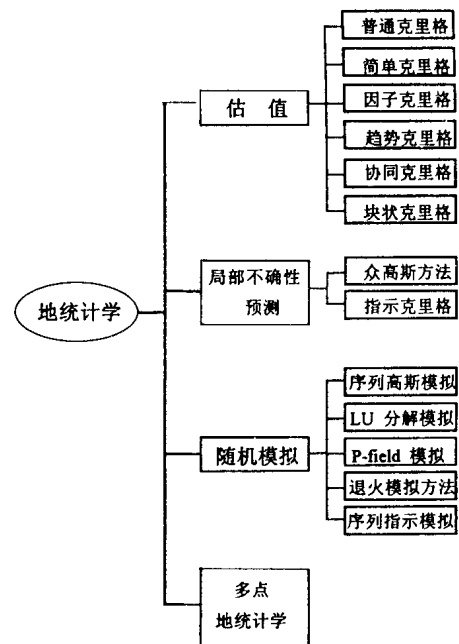 普通克里格
简单克里格
因子克里格
趋势克里格
协同克里格
块状克里格
估 值
局部不确性
预测
众高斯方法
指示克里格
地统计学
序列高斯模拟
LU 分解模拟
P-field 模拟
退火模拟方法
序列指示模拟
随机模拟
多点
地统计学